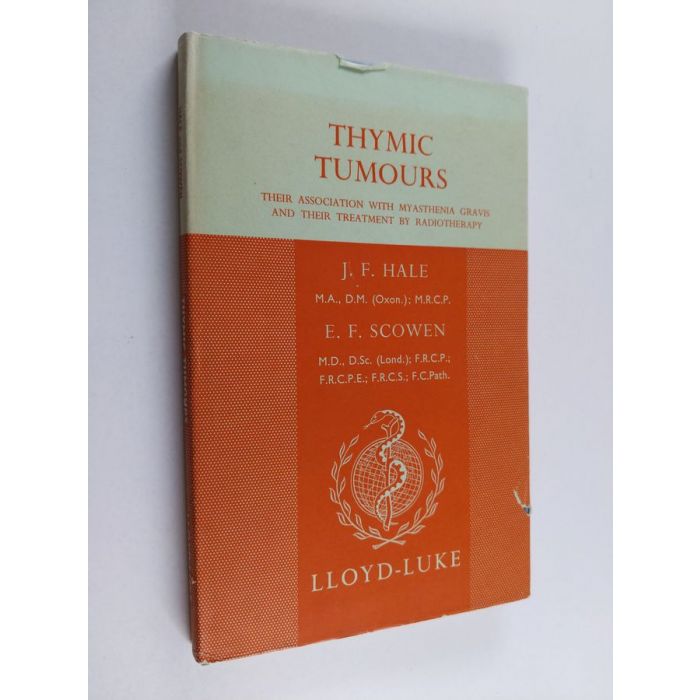 THYMIC
TUMOURS
THEIR ASSOCIATION WITH MYASTHENIA GRAVIS
AND THEIR TREATMENT BY RADIOTHERAPY
J. F. HALE
M.A., D.M. (Oxon.); M.R.C.P.
E. F. SCOWEN
M.D., D.Sc. (Lond.); F.R.C.P.;
F.R.C.P.E.; F.R.C.S.; F.C.Path.
LLOYD-LUKE